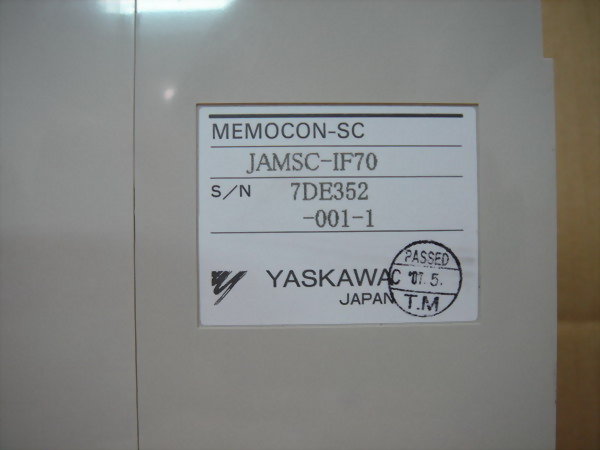 MEMOCON-SC
JAMSC-IF70
S/N 7DE352
-001-1
YASKAWA
JAPAN
PASSED
C '07. 5.
T.M